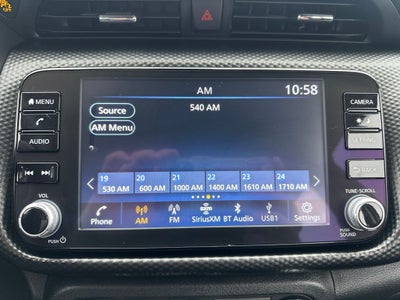 AM
10:58
MENU
CAMERA
Source
540 AM
AM Menu
AUDIO
BACK
19 20 21 22 23 24
530 AM 600 AM 1000 AM 1400 AM 1610 AM 1710 AM
VOL
TUNE·SCROLL
Phone AM FM SiriusXM BT Audio USB1 Settings
PUSH
PUSH
SOUND